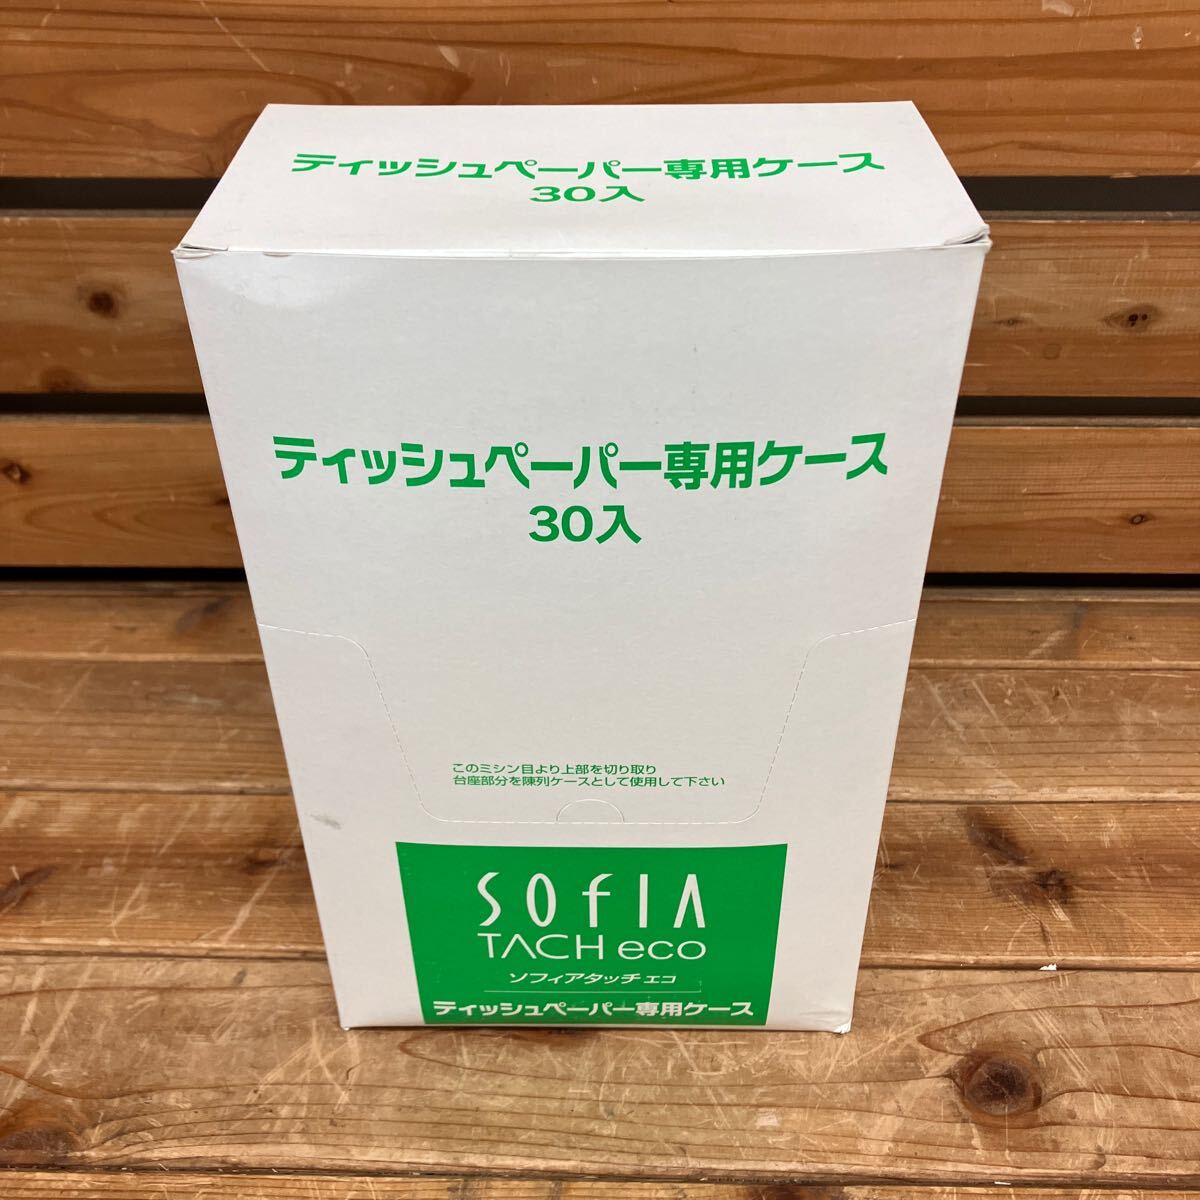 ティッシュペーパー専用ケース
30入
ティッシュペーパー専用ケース
30入
このミシン目より上部を切り取り
台座部分を陳列ケースとして使用して下さい
SOfIA
TACH eco
ソフィアタッチエコ
ティッシュペーパー専用ケース